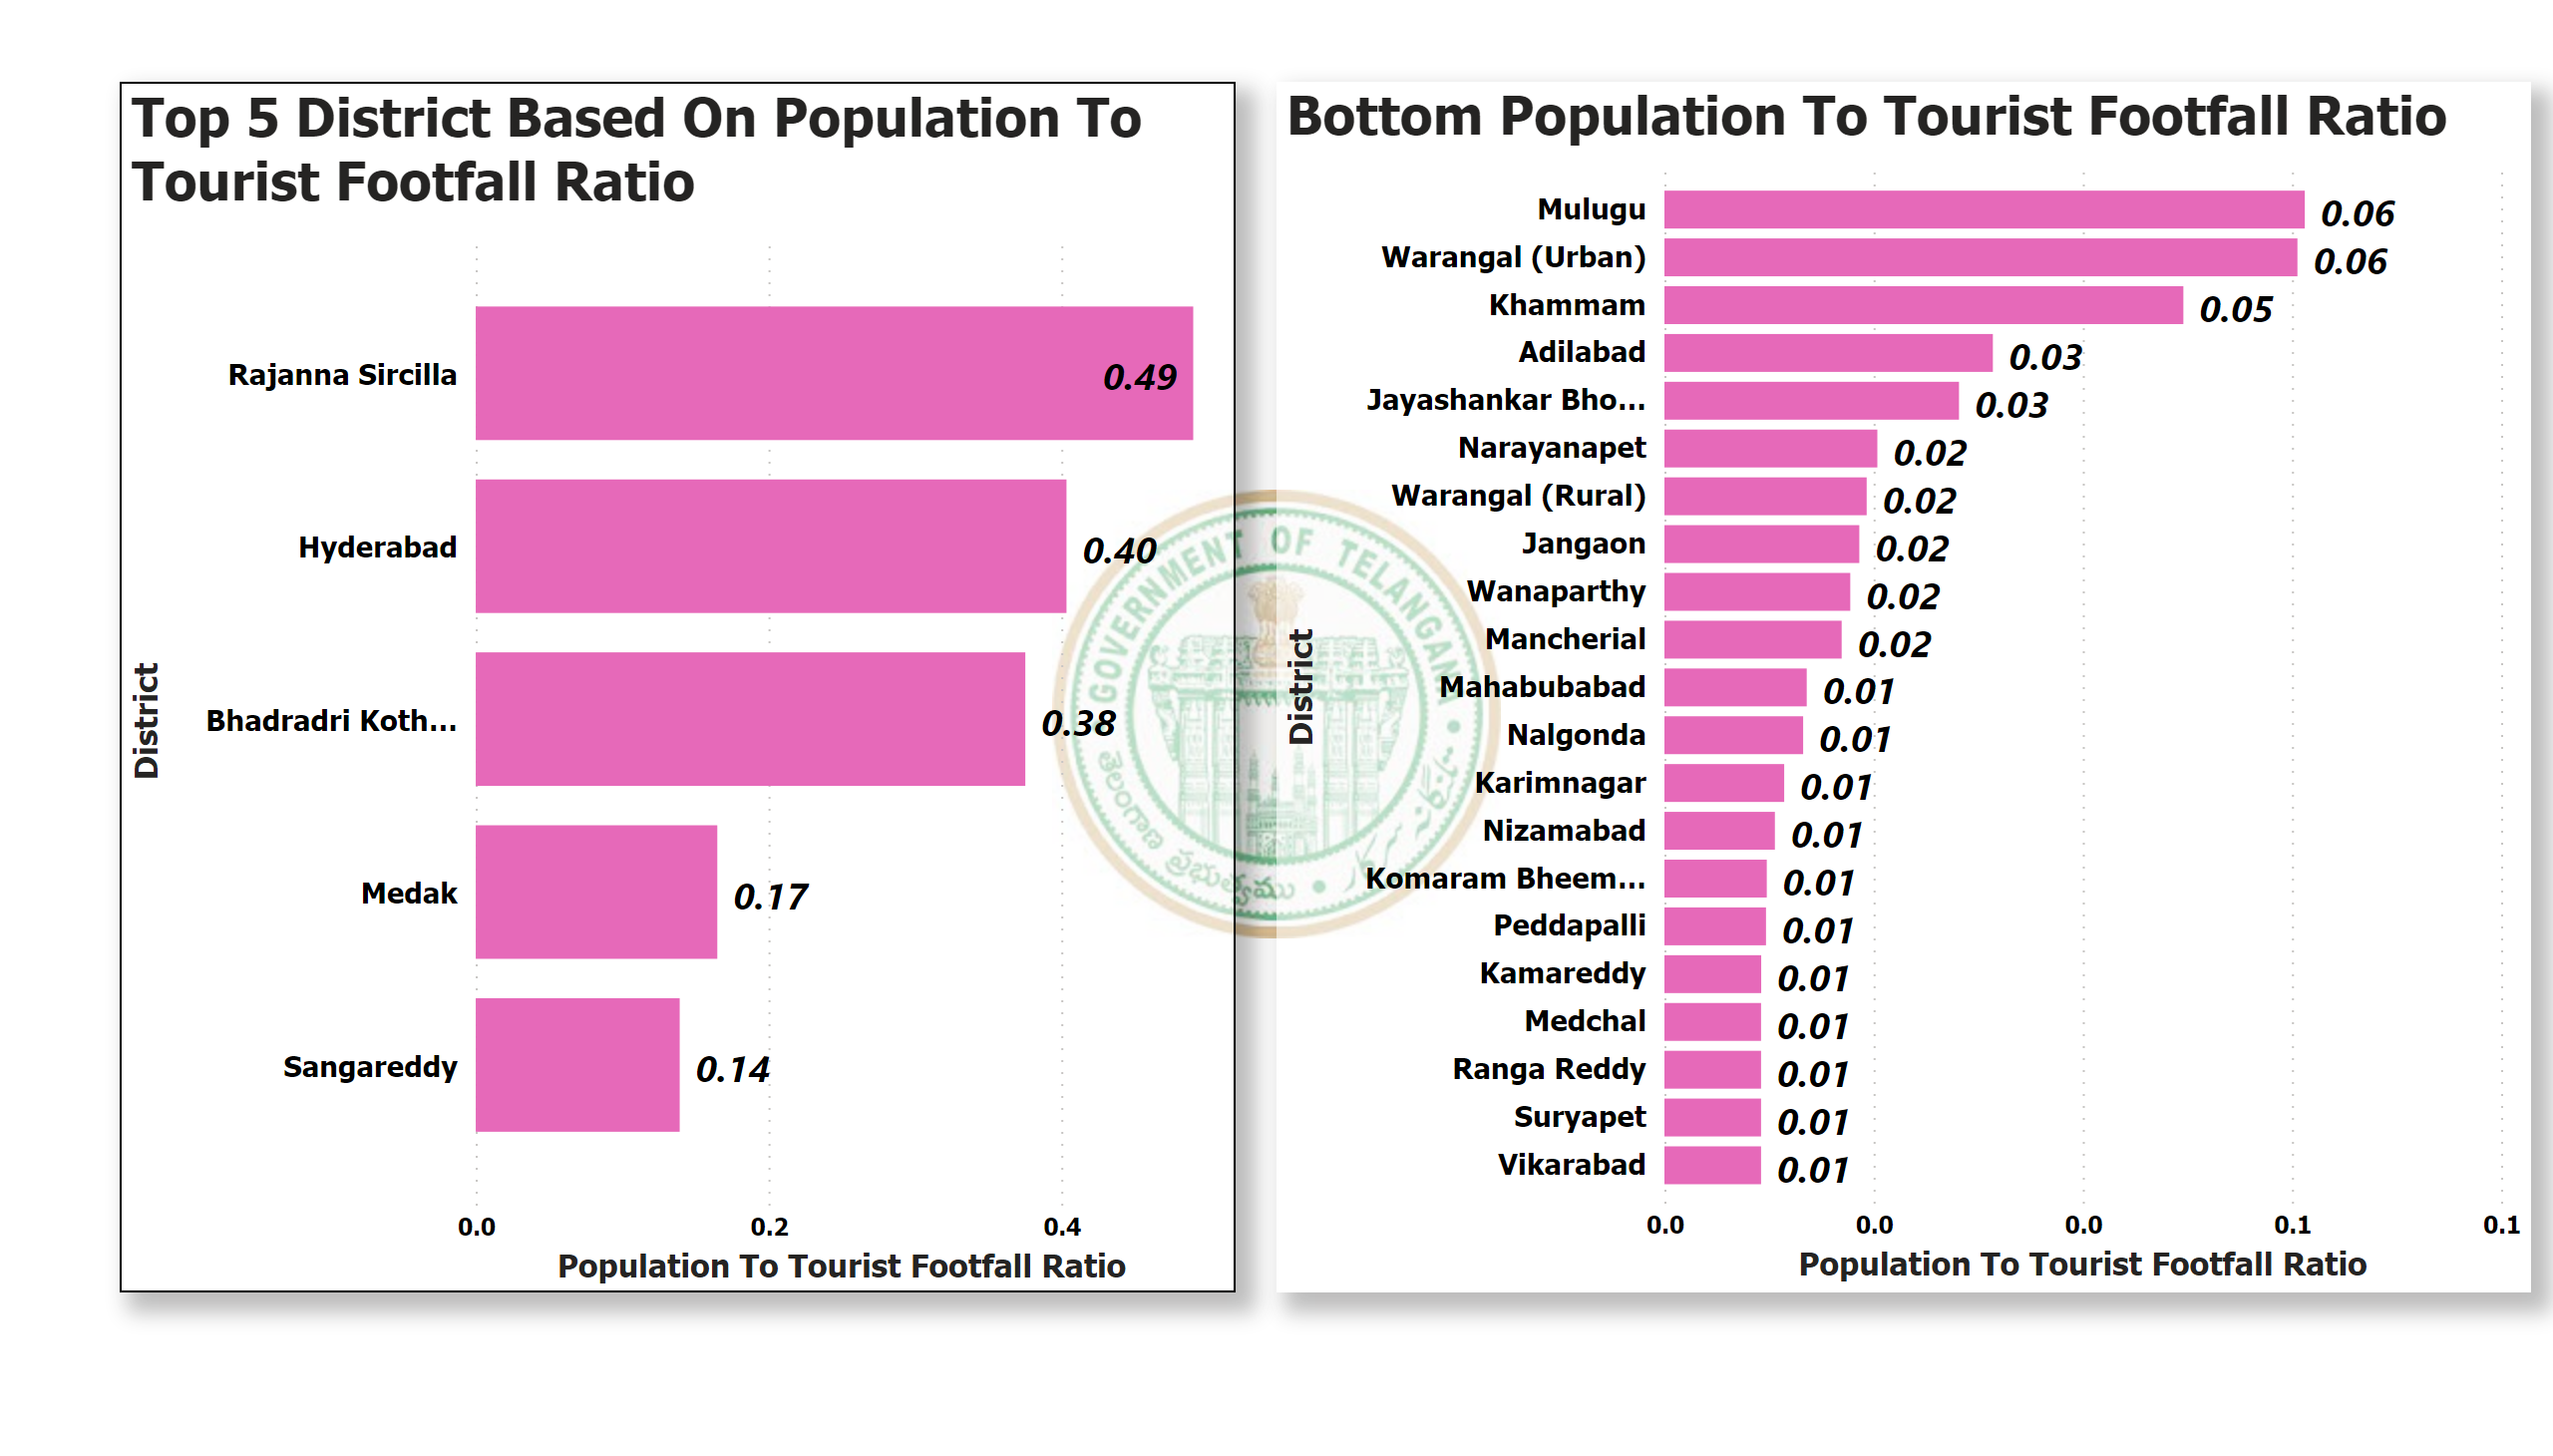 Top 5 District Based On Population To
Tourist Footfall Ratio
District
Rajanna Sircilla
0.49
Hyderabad
0.40
Bhadradri Koth...
0.38
Medak
0.17
Sangareddy
0.14
0.0 0.2 0.4
Population To Tourist Footfall Ratio
GOVERNMENT OF TELANGANA
తెలంగాణ ప్రభుత్వము
Bottom Population To Tourist Footfall Ratio
District
Mulugu 0.06
Warangal (Urban) 0.06
Khammam 0.05
Adilabad 0.03
Jayashankar Bho... 0.03
Narayanapet 0.02
Warangal (Rural) 0.02
Jangaon 0.02
Wanaparthy 0.02
Mancherial 0.02
Mahabubabad 0.01
Nalgonda 0.01
Karimnagar 0.01
Nizamabad 0.01
Komaram Bheem... 0.01
Peddapalli 0.01
Kamareddy 0.01
Medchal 0.01
Ranga Reddy 0.01
Suryapet 0.01
Vikarabad 0.01
0.0 0.0 0.0 0.1 0.1
Population To Tourist Footfall Ratio